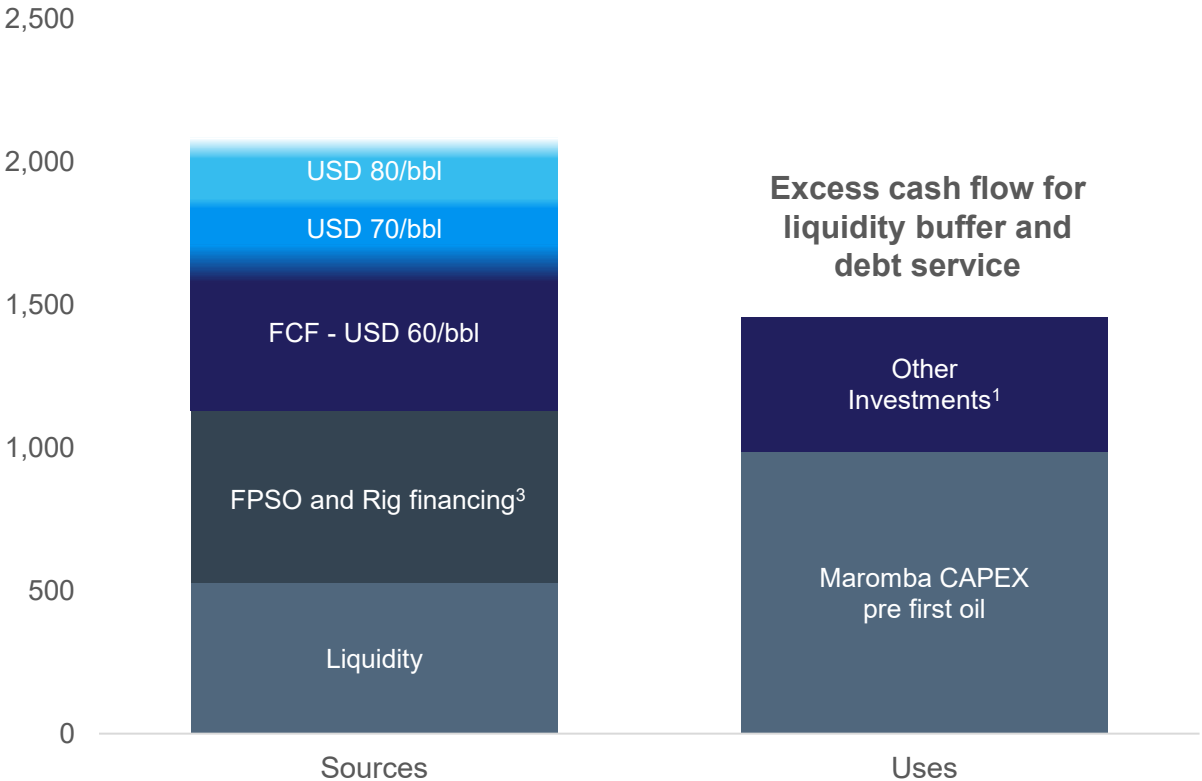 2,500
2,000
1,500
1,000
500
0
USD 80/bbl
USD 70/bbl
FCF - USD 60/bbl
FPSO and Rig financing³
Liquidity
Sources
Excess cash flow for
liquidity buffer and
debt service
Other
Investments¹
Maromba CAPEX
pre first oil
Uses